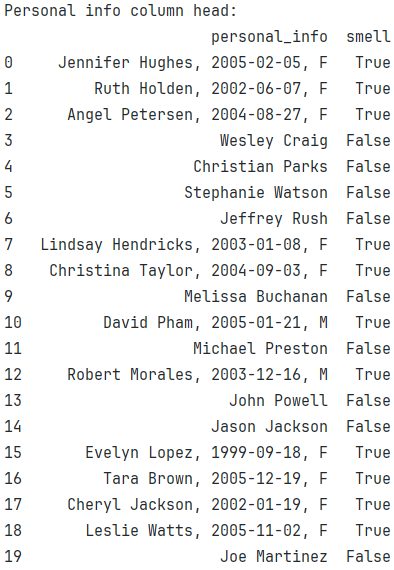 Personal info column head:
personal_info smell
0 Jennifer Hughes, 2005-02-05, F True
1 Ruth Holden, 2002-06-07, F True
2 Angel Petersen, 2004-08-27, F True
3 Wesley Craig False
4 Christian Parks False
5 Stephanie Watson False
6 Jeffrey Rush False
7 Lindsay Hendricks, 2003-01-08, F True
8 Christina Taylor, 2004-09-03, F True
9 Melissa Buchanan False
10 David Pham, 2005-01-21, M True
11 Michael Preston False
12 Robert Morales, 2003-12-16, M True
13 John Powell False
14 Jason Jackson False
15 Evelyn Lopez, 1999-09-18, F True
16 Tara Brown, 2005-12-19, F True
17 Cheryl Jackson, 2002-01-19, F True
18 Leslie Watts, 2005-11-02, F True
19 Joe Martinez False